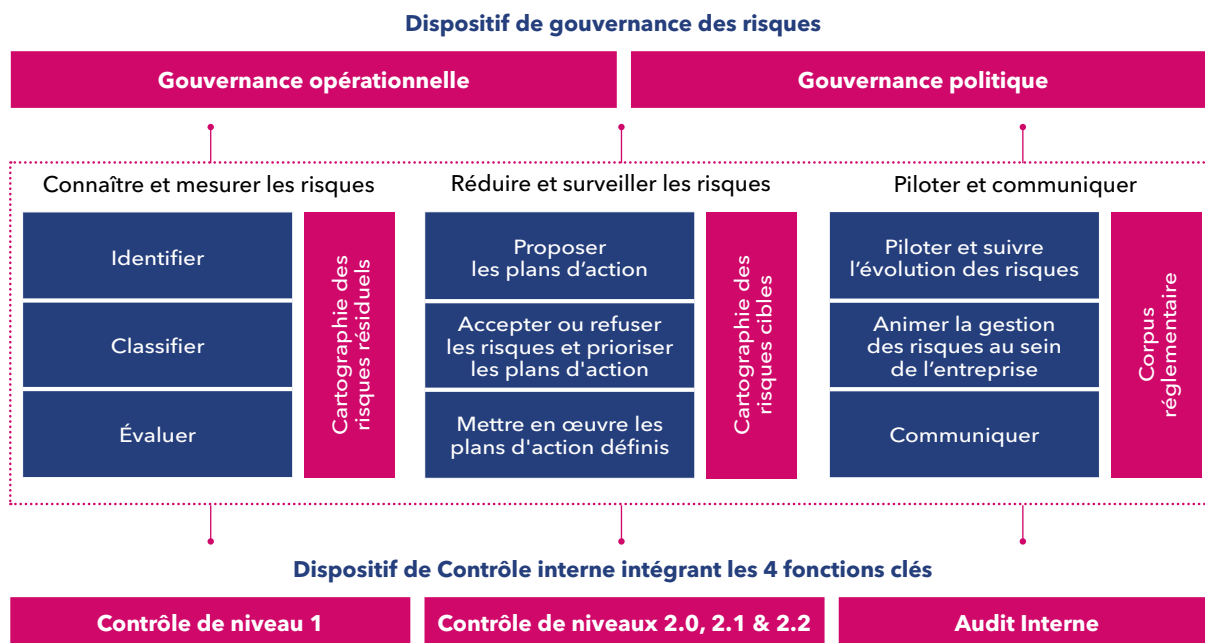 Dispositif de gouvernance des risques
Gouvernance opérationnelle
Gouvernance politique
Connaître et mesurer les risques
Identifier
Classifier
Évaluer
Cartographie des
risques résiduels
Réduire et surveiller les risques
Proposer
les plans d’action
Accepter ou refuser
les risques et prioriser
les plans d'action
Mettre en œuvre les
plans d'action définis
Cartographie des
risques cibles
Piloter et communiquer
Piloter et suivre
l’évolution des risques
Animer la gestion
des risques au sein
de l’entreprise
Communiquer
Corpus
réglementaire
Dispositif de Contrôle interne intégrant les 4 fonctions clés
Contrôle de niveau 1
Contrôle de niveaux 2.0, 2.1 & 2.2
Audit Interne